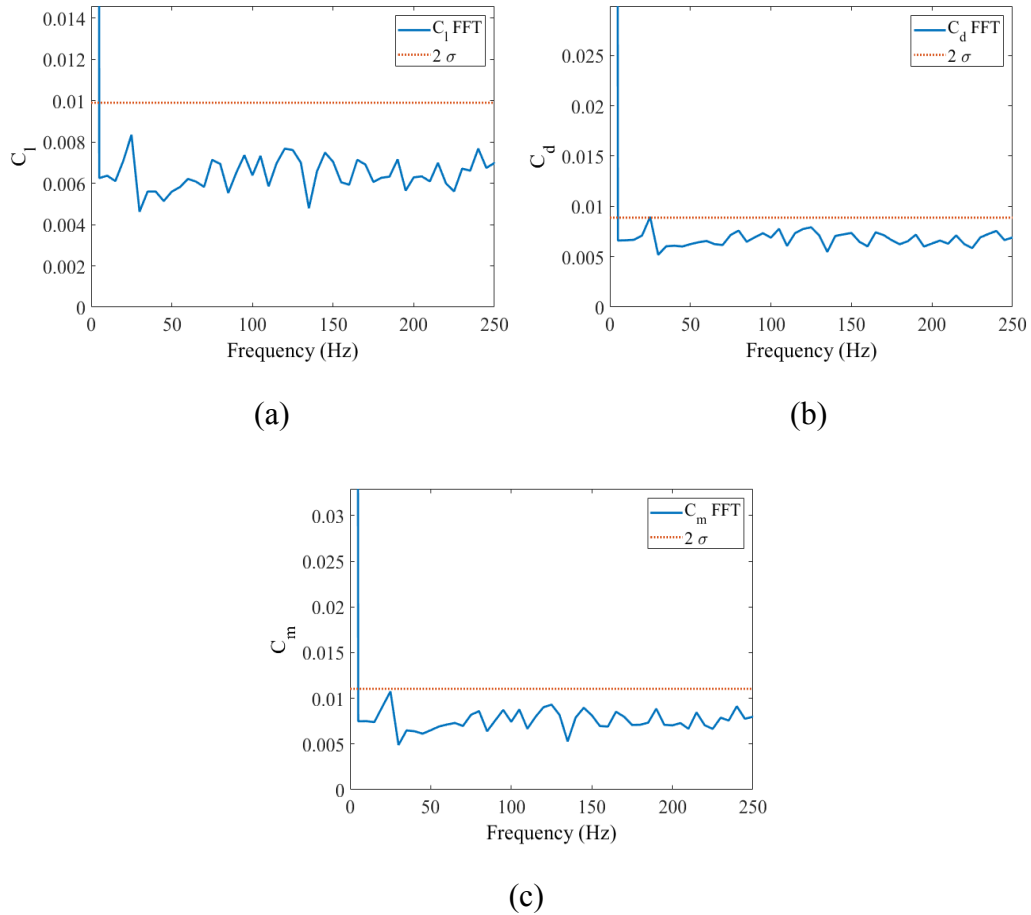 0.014
0.012
0.01
0.008
0.006
0.004
0.002
0
C_l
C_l FFT
2 σ
0 50 100 150 200 250
Frequency (Hz)
(a)
0.025
0.02
0.015
0.01
0.005
0
C_d
C_d FFT
2 σ
0 50 100 150 200 250
Frequency (Hz)
(b)
0.03
0.025
0.02
0.015
0.01
0.005
0
C_m
C_m FFT
2 σ
0 50 100 150 200 250
Frequency (Hz)
(c)